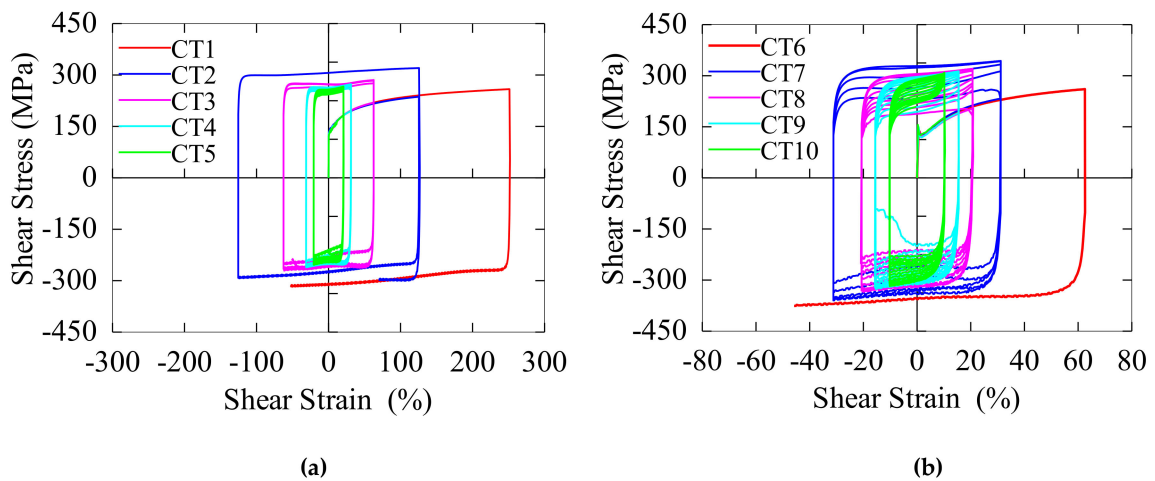 450
300
150
0
-150
-300
-450
Shear Stress (MPa)
CT1
CT2
CT3
CT4
CT5
-300 -200 -100 0 100 200 300
Shear Strain (%)
(a)
450
300
150
0
-150
-300
-450
Shear Stress (MPa)
CT6
CT7
CT8
CT9
CT10
-80 -60 -40 -20 0 20 40 60 80
Shear Strain (%)
(b)